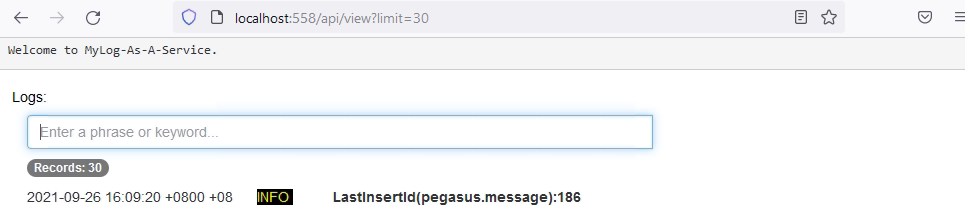 localhost:558/api/view?limit=30
Welcome to MyLog-As-A-Service.
Logs:
Enter a phrase or keyword...
Records: 30
2021-09-26 16:09:20 +0800 +08 INFO LastInsertId(pegasus.message):186